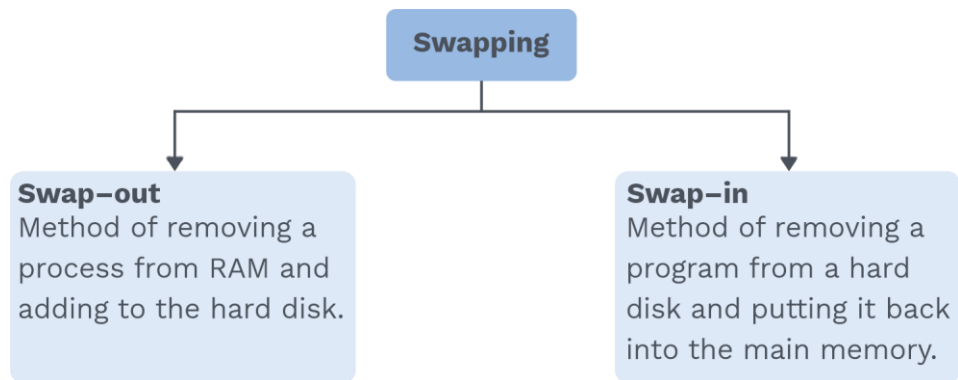 Swapping
Swap–out
Method of removing a
process from RAM and
adding to the hard disk.
Swap–in
Method of removing a
program from a hard
disk and putting it back
into the main memory.